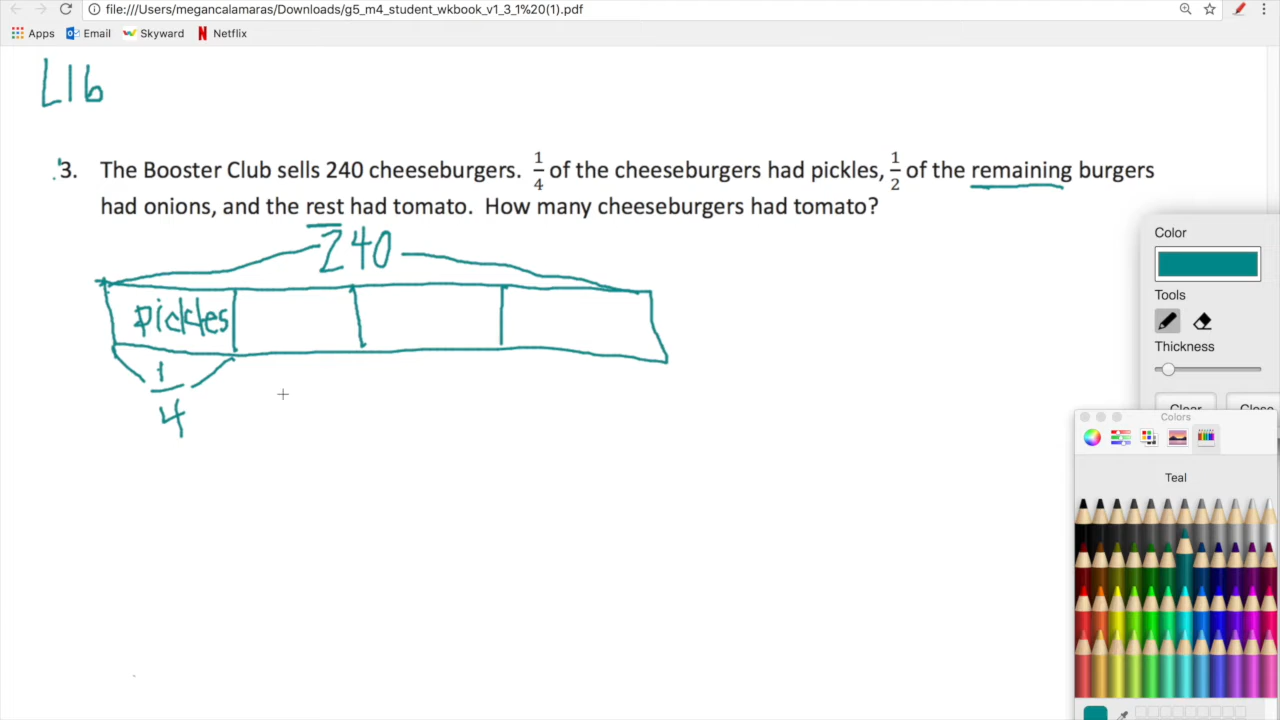 file:///Users/megancalamaras/Downloads/g5_m4_student_wkbook_v1_3_1%20(1).pdf
Apps Email Skyward Netflix
L16
3. The Booster Club sells 240 cheeseburgers. 1/4 of the cheeseburgers had pickles, 1/2 of the remaining burgers
had onions, and the rest had tomato. How many cheeseburgers had tomato?
240
pickles
1/4
Color
Tools
Thickness
Clear Close
Colors
Teal